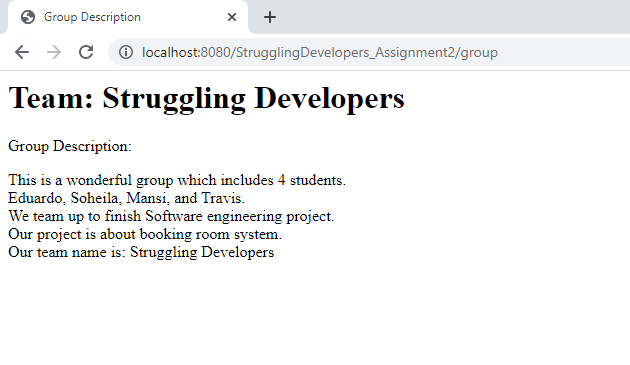 Group Description
localhost:8080/StrugglingDevelopers_Assignment2/group
Team: Struggling Developers
Group Description:
This is a wonderful group which includes 4 students.
Eduardo, Soheila, Mansi, and Travis.
We team up to finish Software engineering project.
Our project is about booking room system.
Our team name is: Struggling Developers